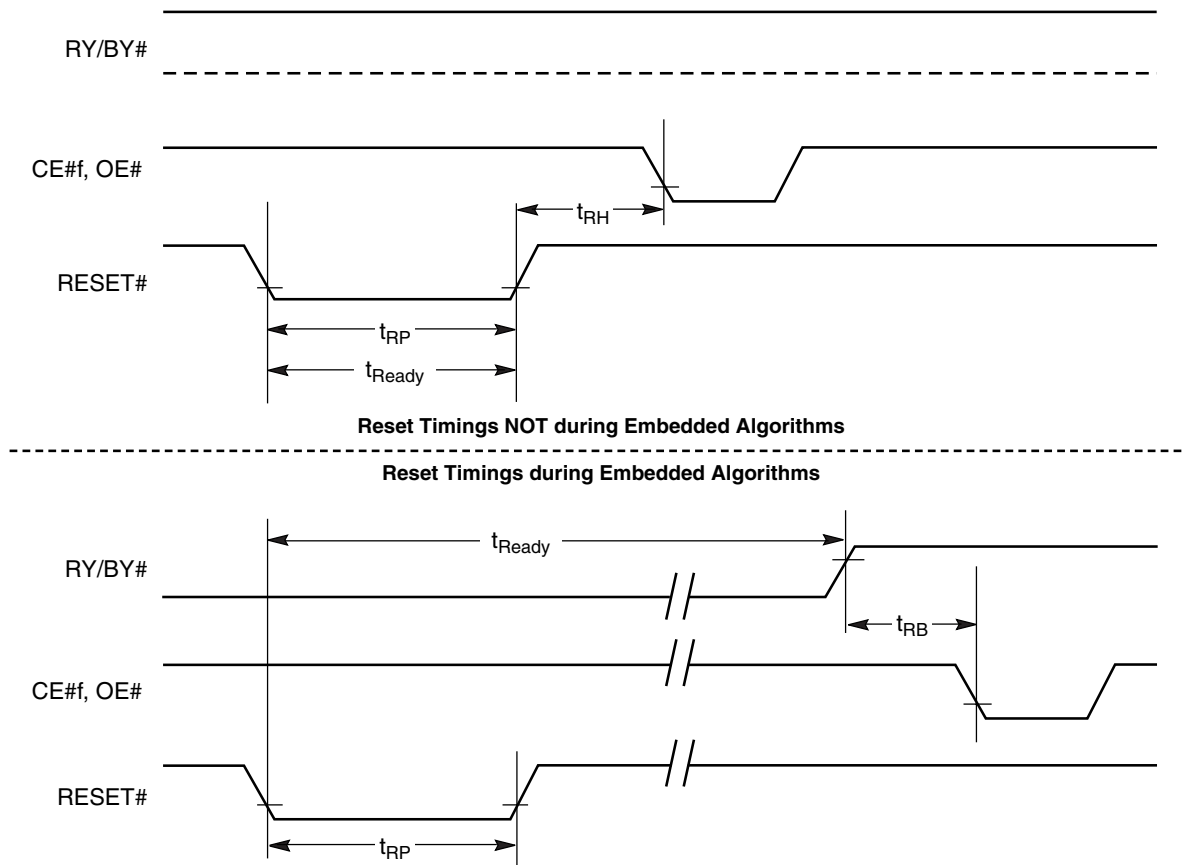 RY/BY#
CE#f, OE#
tRH
RESET#
tRP
tReady
Reset Timings NOT during Embedded Algorithms
Reset Timings during Embedded Algorithms
tReady
RY/BY#
tRB
CE#f, OE#
RESET#
tRP